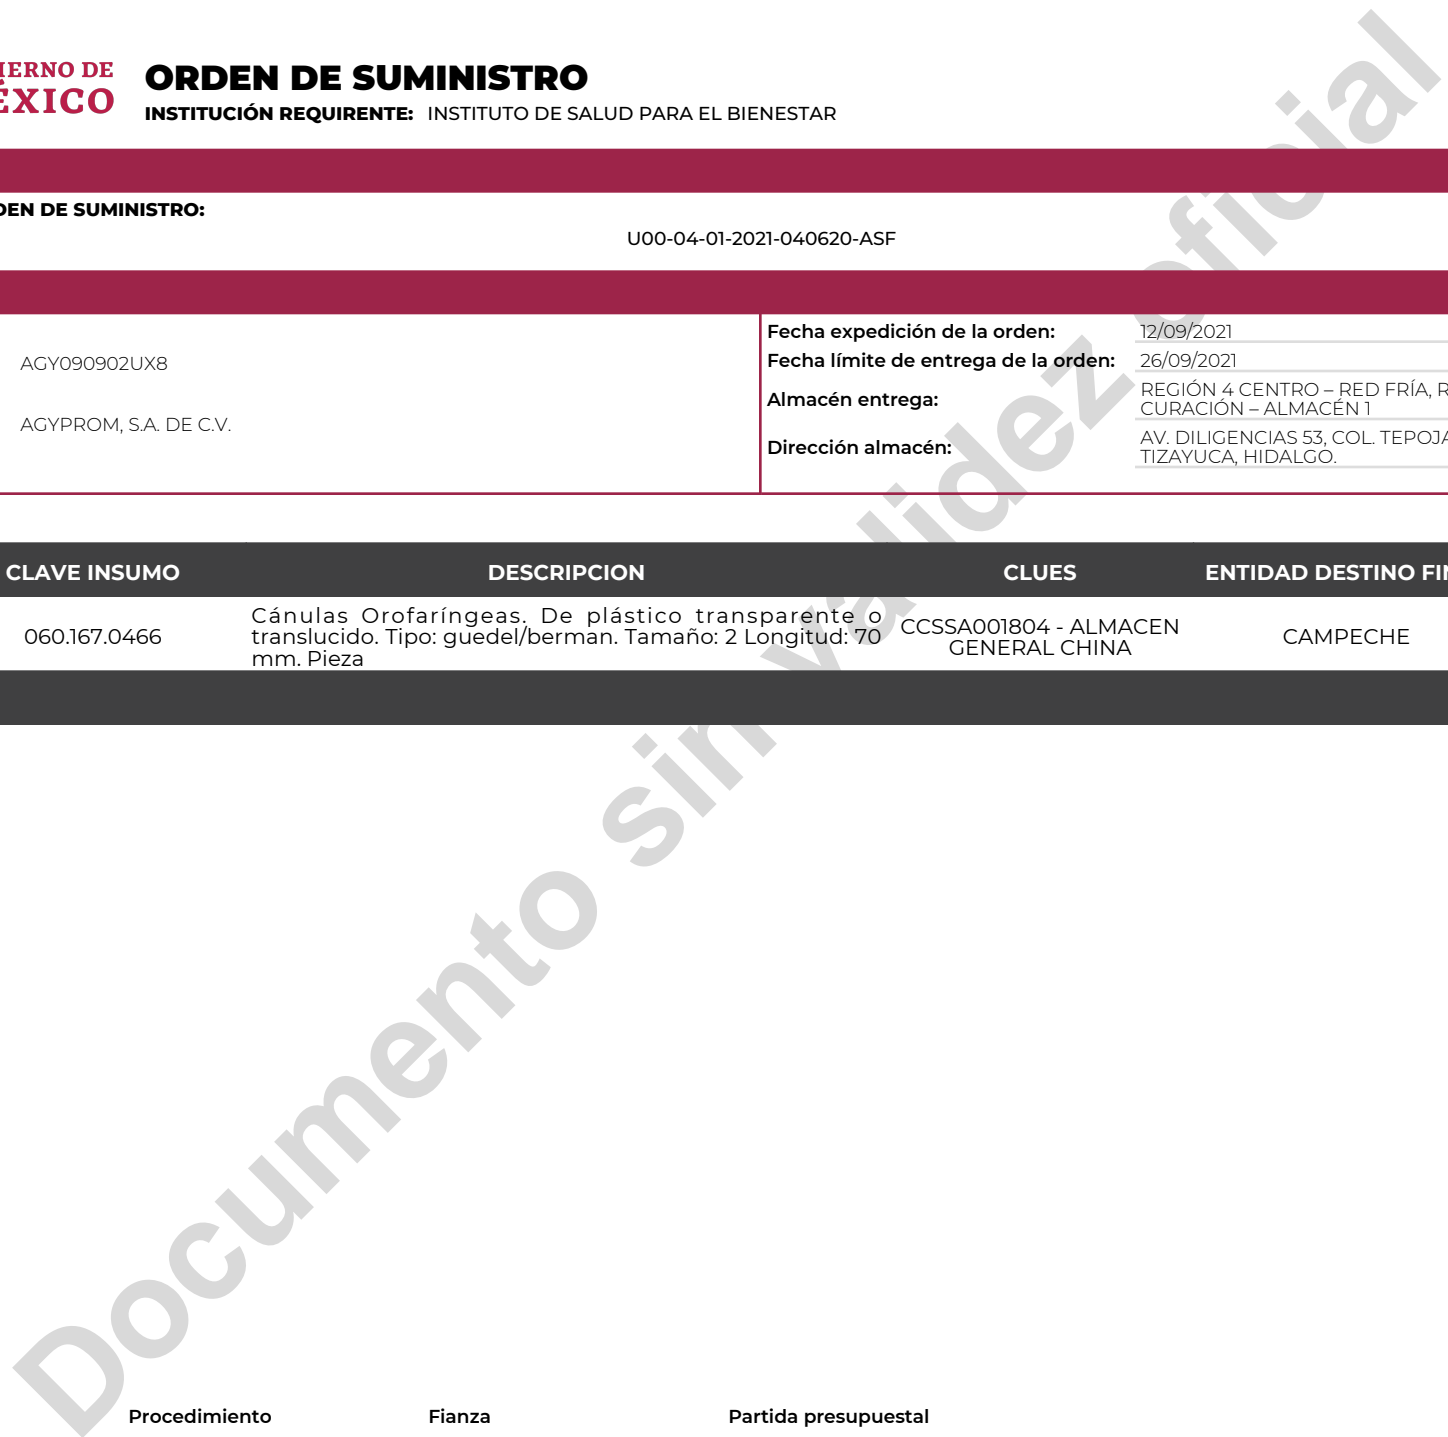 IERNO DE
ÉXICO
ORDEN DE SUMINISTRO
INSTITUCIÓN REQUIRENTE: INSTITUTO DE SALUD PARA EL BIENESTAR
DEN DE SUMINISTRO:
U00-04-01-2021-040620-ASF
AGY090902UX8
AGYPROM, S.A. DE C.V.
Fecha expedición de la orden: 12/09/2021
Fecha límite de entrega de la orden: 26/09/2021
Almacén entrega: REGIÓN 4 CENTRO – RED FRÍA, R
CURACIÓN – ALMACÉN 1
Dirección almacén: AV. DILIGENCIAS 53, COL. TEPOJA
TIZAYUCA, HIDALGO.
CLAVE INSUMO DESCRIPCION CLUES ENTIDAD DESTINO FIN
060.167.0466
Cánulas Orofaríngeas. De plástico transparente o
translucido. Tipo: guedel/berman. Tamaño: 2 Longitud: 70
mm. Pieza
CCSSA001804 - ALMACEN
GENERAL CHINA
CAMPECHE
Documento sin validez oficial
Procedimiento Fianza Partida presupuestal